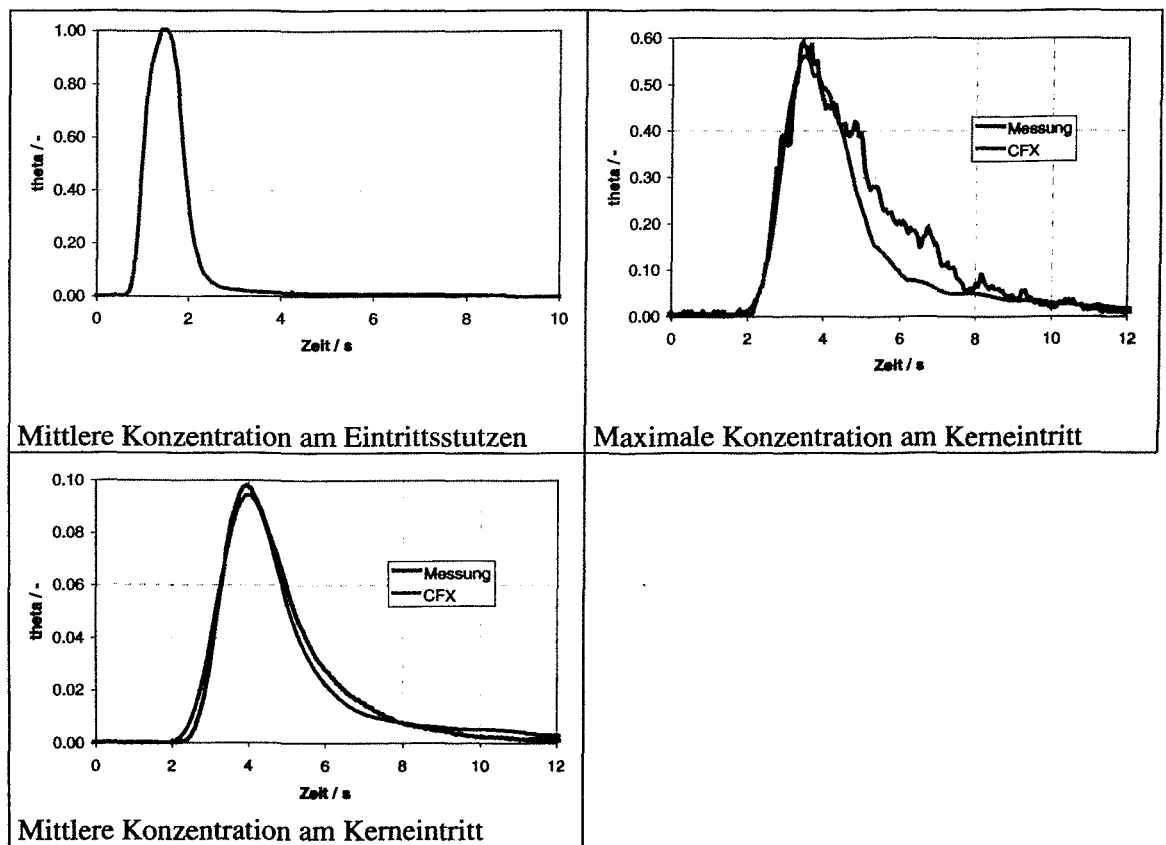 1.00
0.80
0.60
0.40
0.20
0.00
theta / -
0 2 4 6 8 10
Zeit / s
Mittlere Konzentration am Eintrittsstutzen
0.60
0.50
0.40
0.30
0.20
0.10
0.00
theta / -
Messung
CFX
0 2 4 6 8 10 12
Zeit / s
Maximale Konzentration am Kerneintritt
0.10
0.08
0.06
0.04
0.02
0.00
theta / -
Messung
CFX
0 2 4 6 8 10 12
Zeit / s
Mittlere Konzentration am Kerneintritt